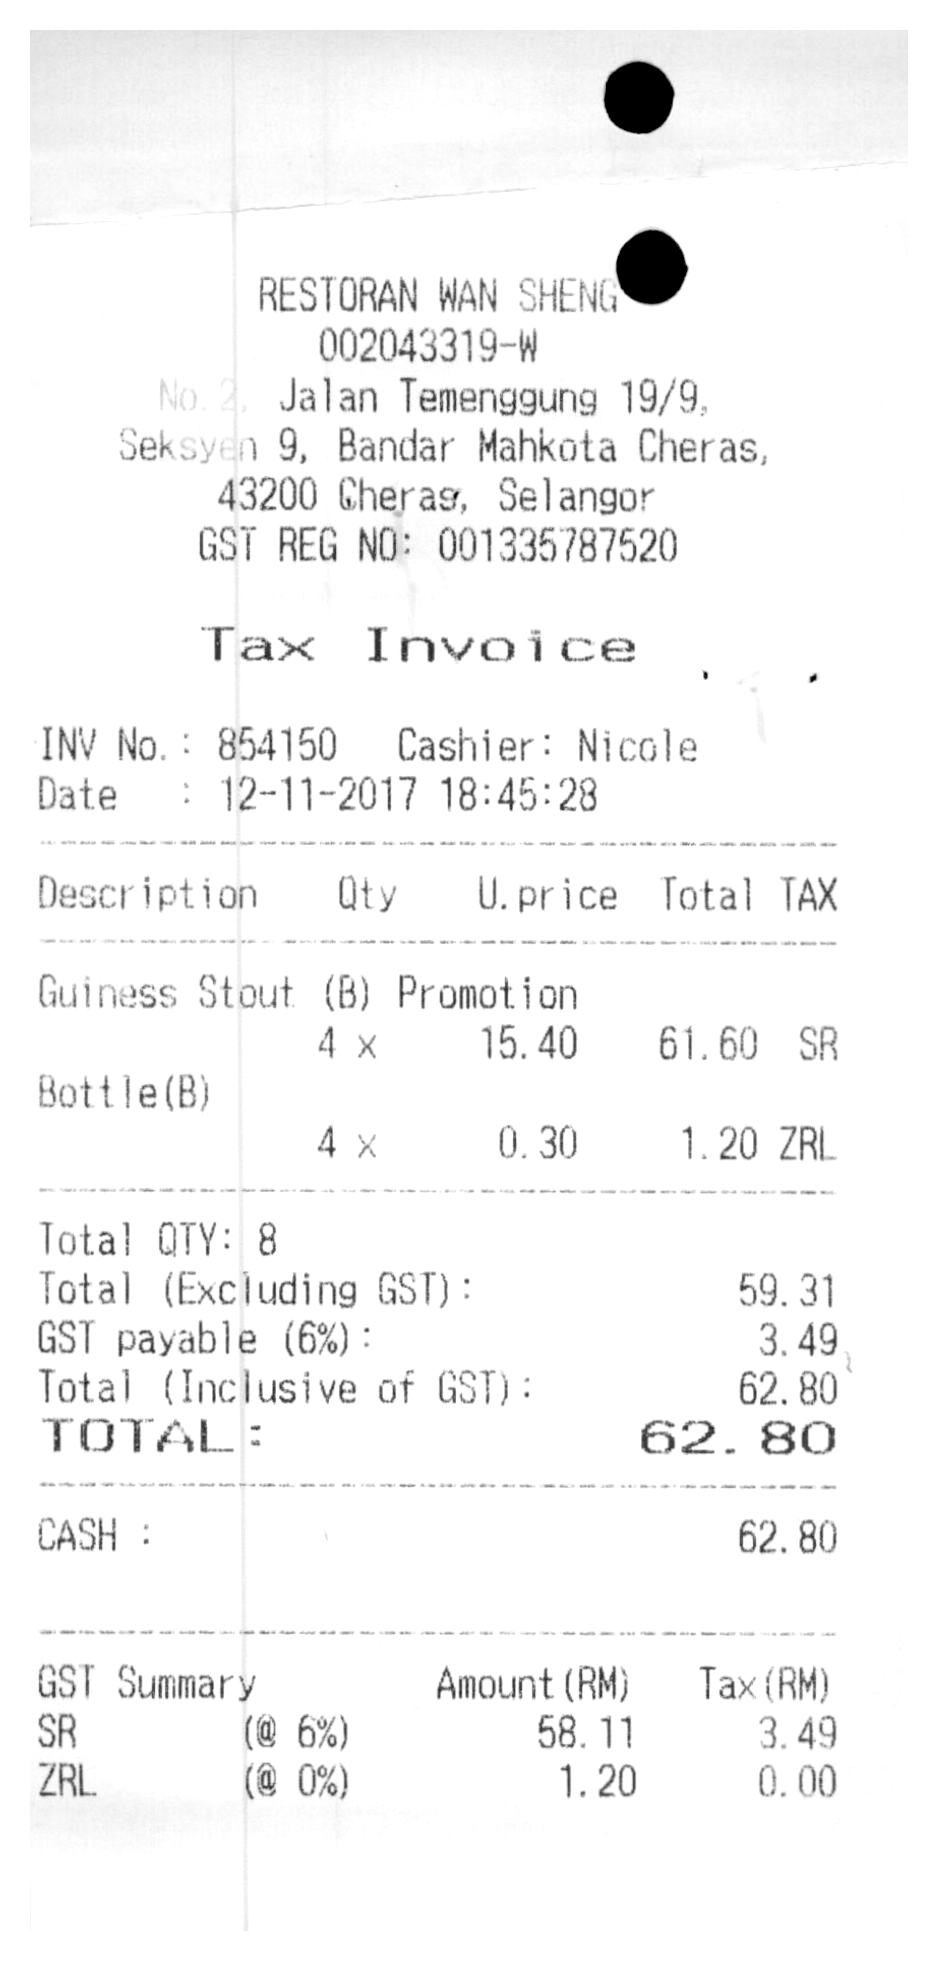 RESTORAN WAN SHENG
002043319-W
No.2, Jalan Temenggung 19/9,
Seksyen 9, Bandar Mahkota Cheras,
43200 Cheras, Selangor
GST REG NO: 001335787520
Tax Invoice
INV No.: 854150 Cashier: Nicole
Date : 12-11-2017 18:45:28
Description Qty U.price Total TAX
Guiness Stout (B) Promotion
4 x 15.40 61.60 SR
Bottle(B)
4 x 0.30 1.20 ZRL
Total QTY: 8
Total (Excluding GST): 59.31
GST payable (6%): 3.49
Total (Inclusive of GST): 62.80
TOTAL: 62.80
CASH : 62.80
GST Summary Amount(RM) Tax(RM)
SR (@ 6%) 58.11 3.49
ZRL (@ 0%) 1.20 0.00